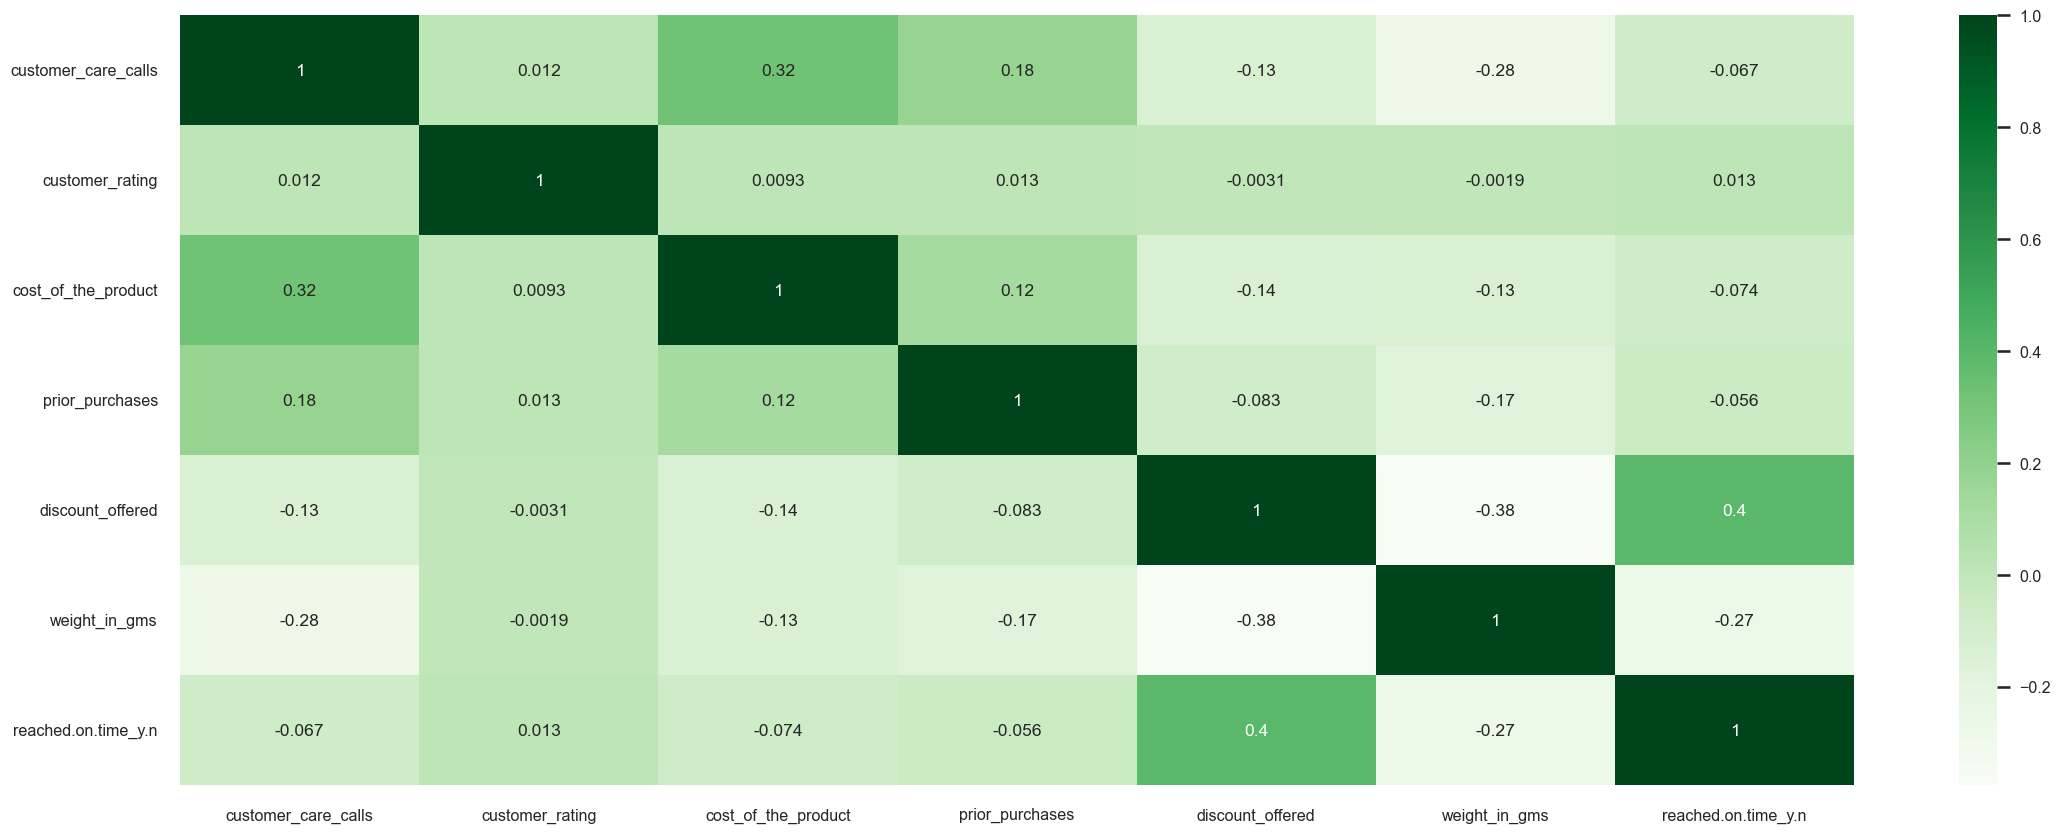 customer_care_calls 1 0.012 0.32 0.18 -0.13 -0.28 -0.067
customer_rating 0.012 1 0.0093 0.013 -0.0031 -0.0019 0.013
cost_of_the_product 0.32 0.0093 1 0.12 -0.14 -0.13 -0.074
prior_purchases 0.18 0.013 0.12 1 -0.083 -0.17 -0.056
discount_offered -0.13 -0.0031 -0.14 -0.083 1 -0.38 0.4
weight_in_gms -0.28 -0.0019 -0.13 -0.17 -0.38 1 -0.27
reached.on.time_y.n -0.067 0.013 -0.074 -0.056 0.4 -0.27 1
customer_care_calls customer_rating cost_of_the_product prior_purchases discount_offered weight_in_gms reached.on.time_y.n
1.0
0.8
0.6
0.4
0.2
0.0
−0.2